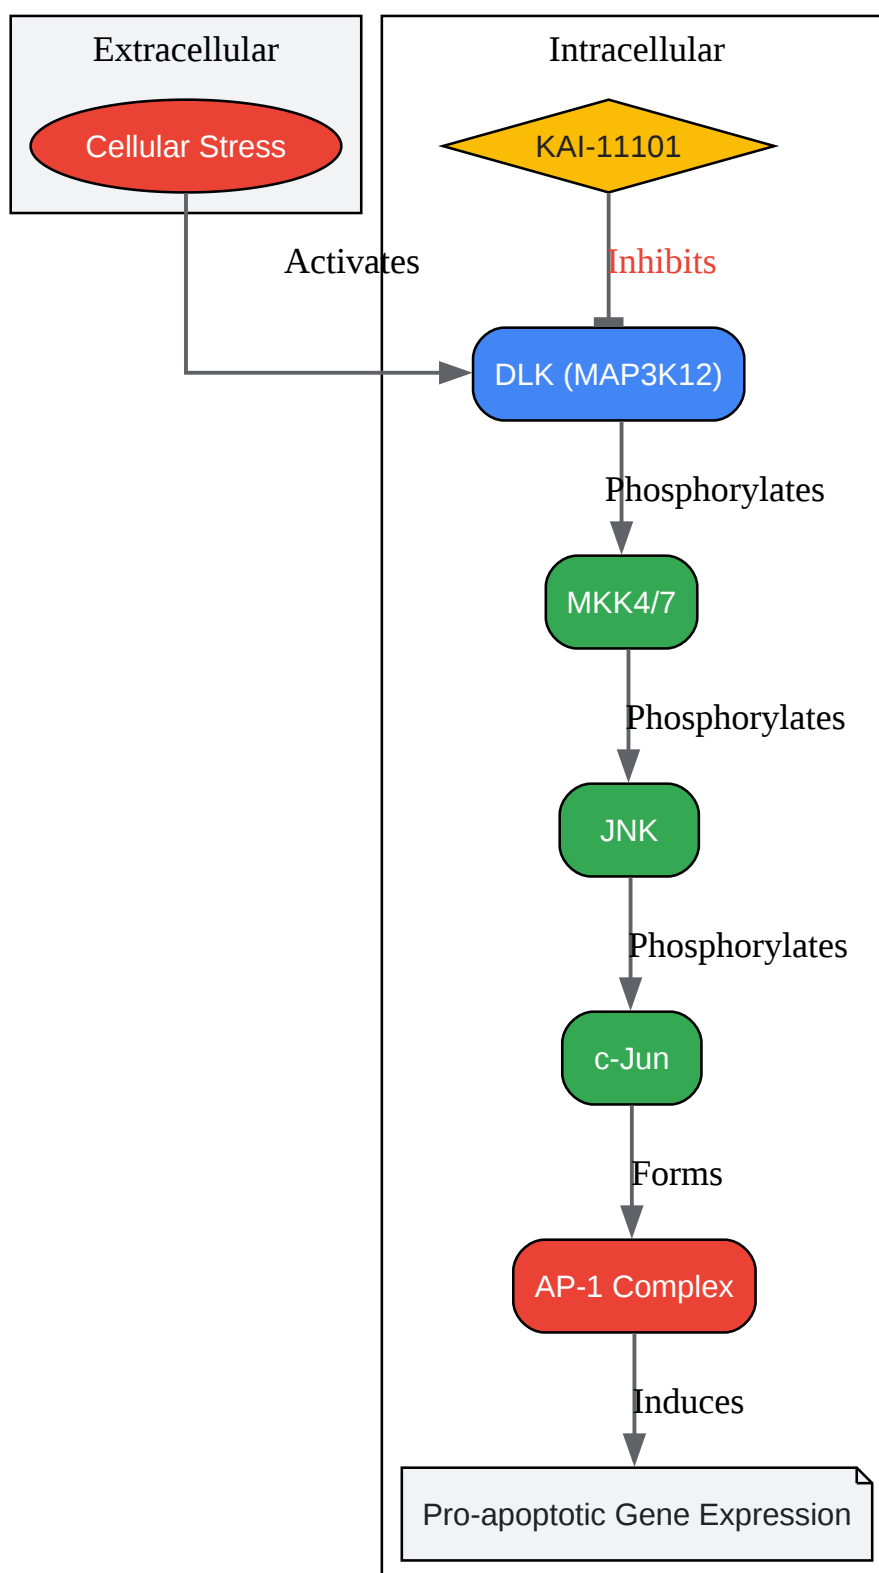 Extracellular
Intracellular
Cellular Stress
KAI-11101
Activates
Inhibits
DLK (MAP3K12)
Phosphorylates
MKK4/7
Phosphorylates
JNK
Phosphorylates
c-Jun
Forms
AP-1 Complex
Induces
Pro-apoptotic Gene Expression